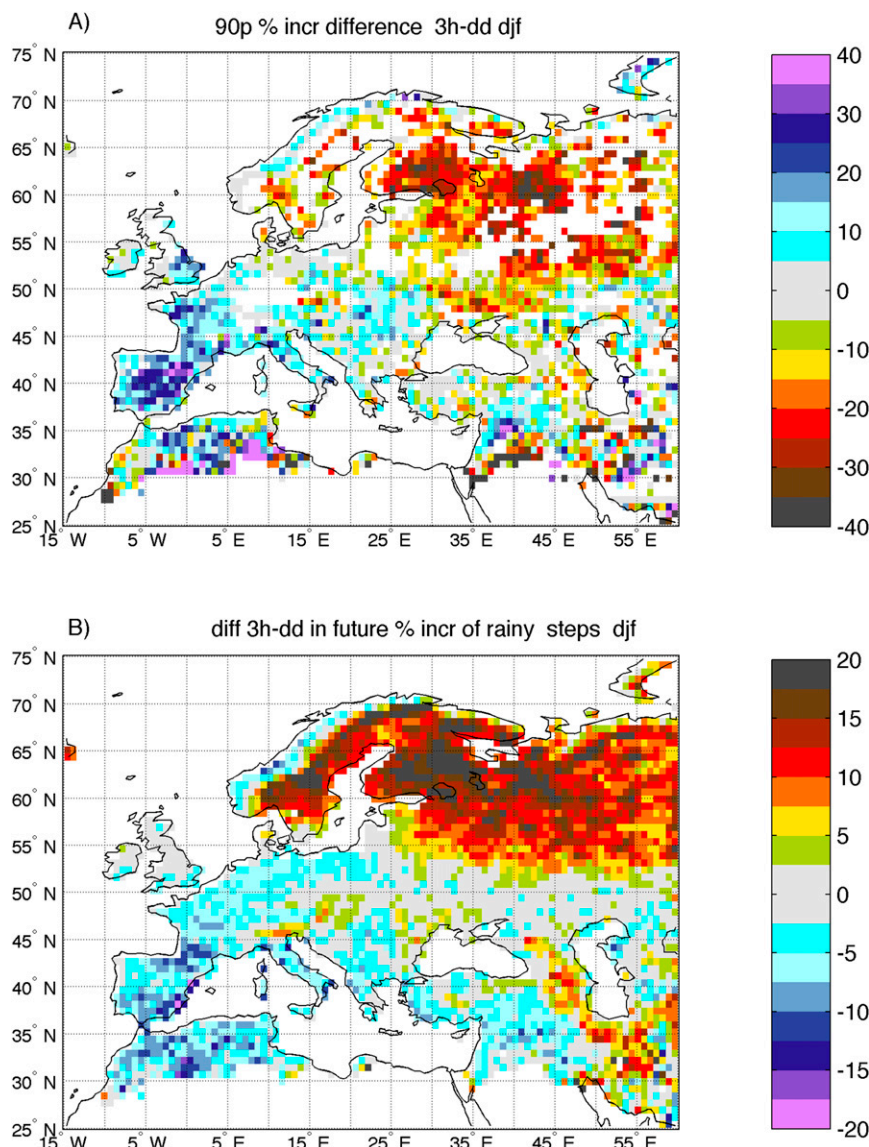 A)
90p % incr difference 3h-dd djf
75° N
70° N
65° N
60° N
55° N
50° N
45° N
40° N
35° N
30° N
25° N
15° W
5° W
5° E
15° E
25° E
35° E
45° E
55° E
40
30
20
10
0
-10
-20
-30
-40
B)
diff 3h-dd in future % incr of rainy steps djf
75° N
70° N
65° N
60° N
55° N
50° N
45° N
40° N
35° N
30° N
25° N
15° W
5° W
5° E
15° E
25° E
35° E
45° E
55° E
20
15
10
5
0
-5
-10
-15
-20